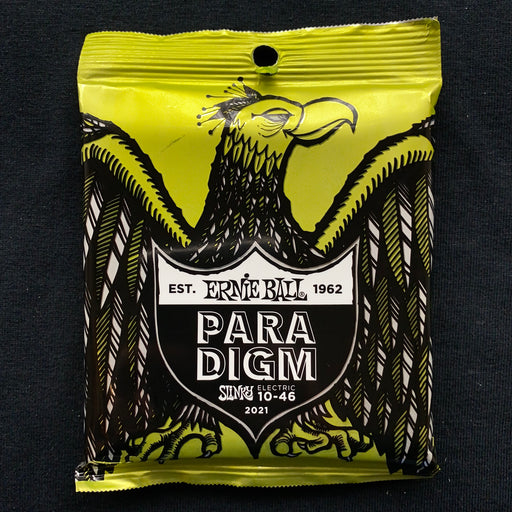 EST. ERNIE BALL 1962
PARA
DIGM
SLINKY ELECTRIC
10-46
2021